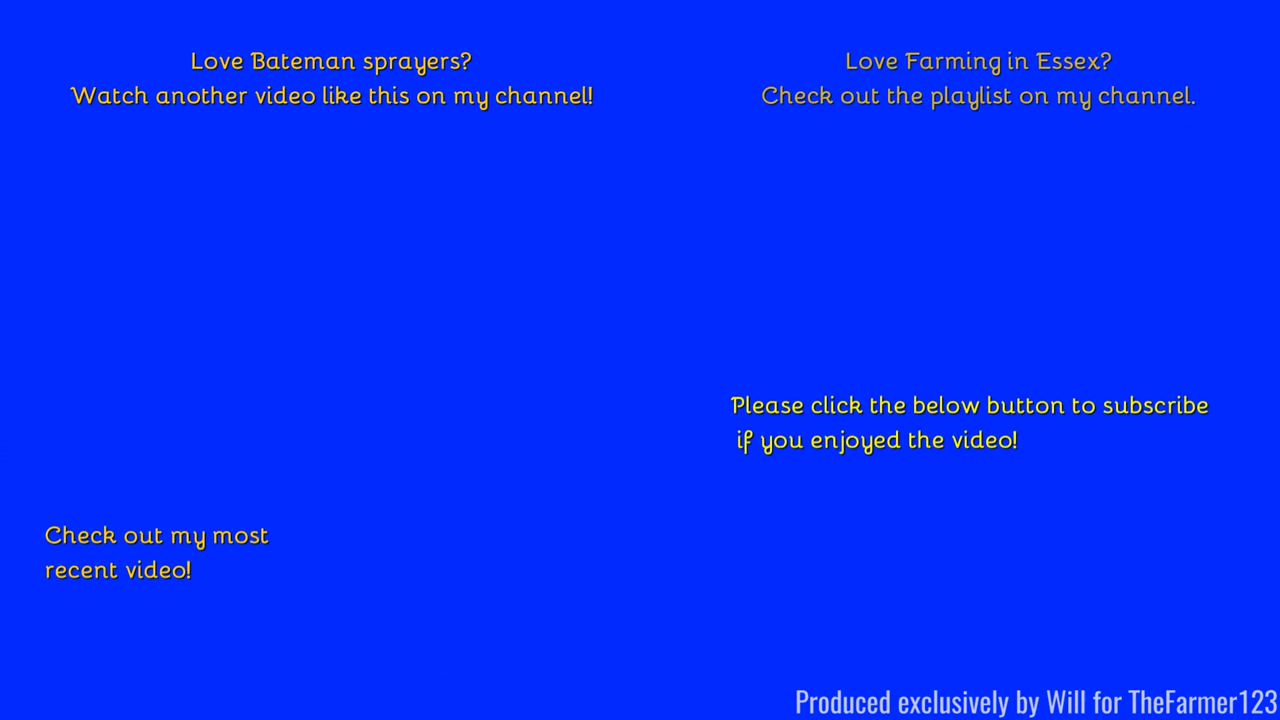 Love Bateman sprayers?
Watch another video like this on my channel!
Love Farming in Essex?
Check out the playlist on my channel.
Please click the below button to subscribe
if you enjoyed the video!
Check out my most
recent video!
Produced exclusively by Will for TheFarmer123